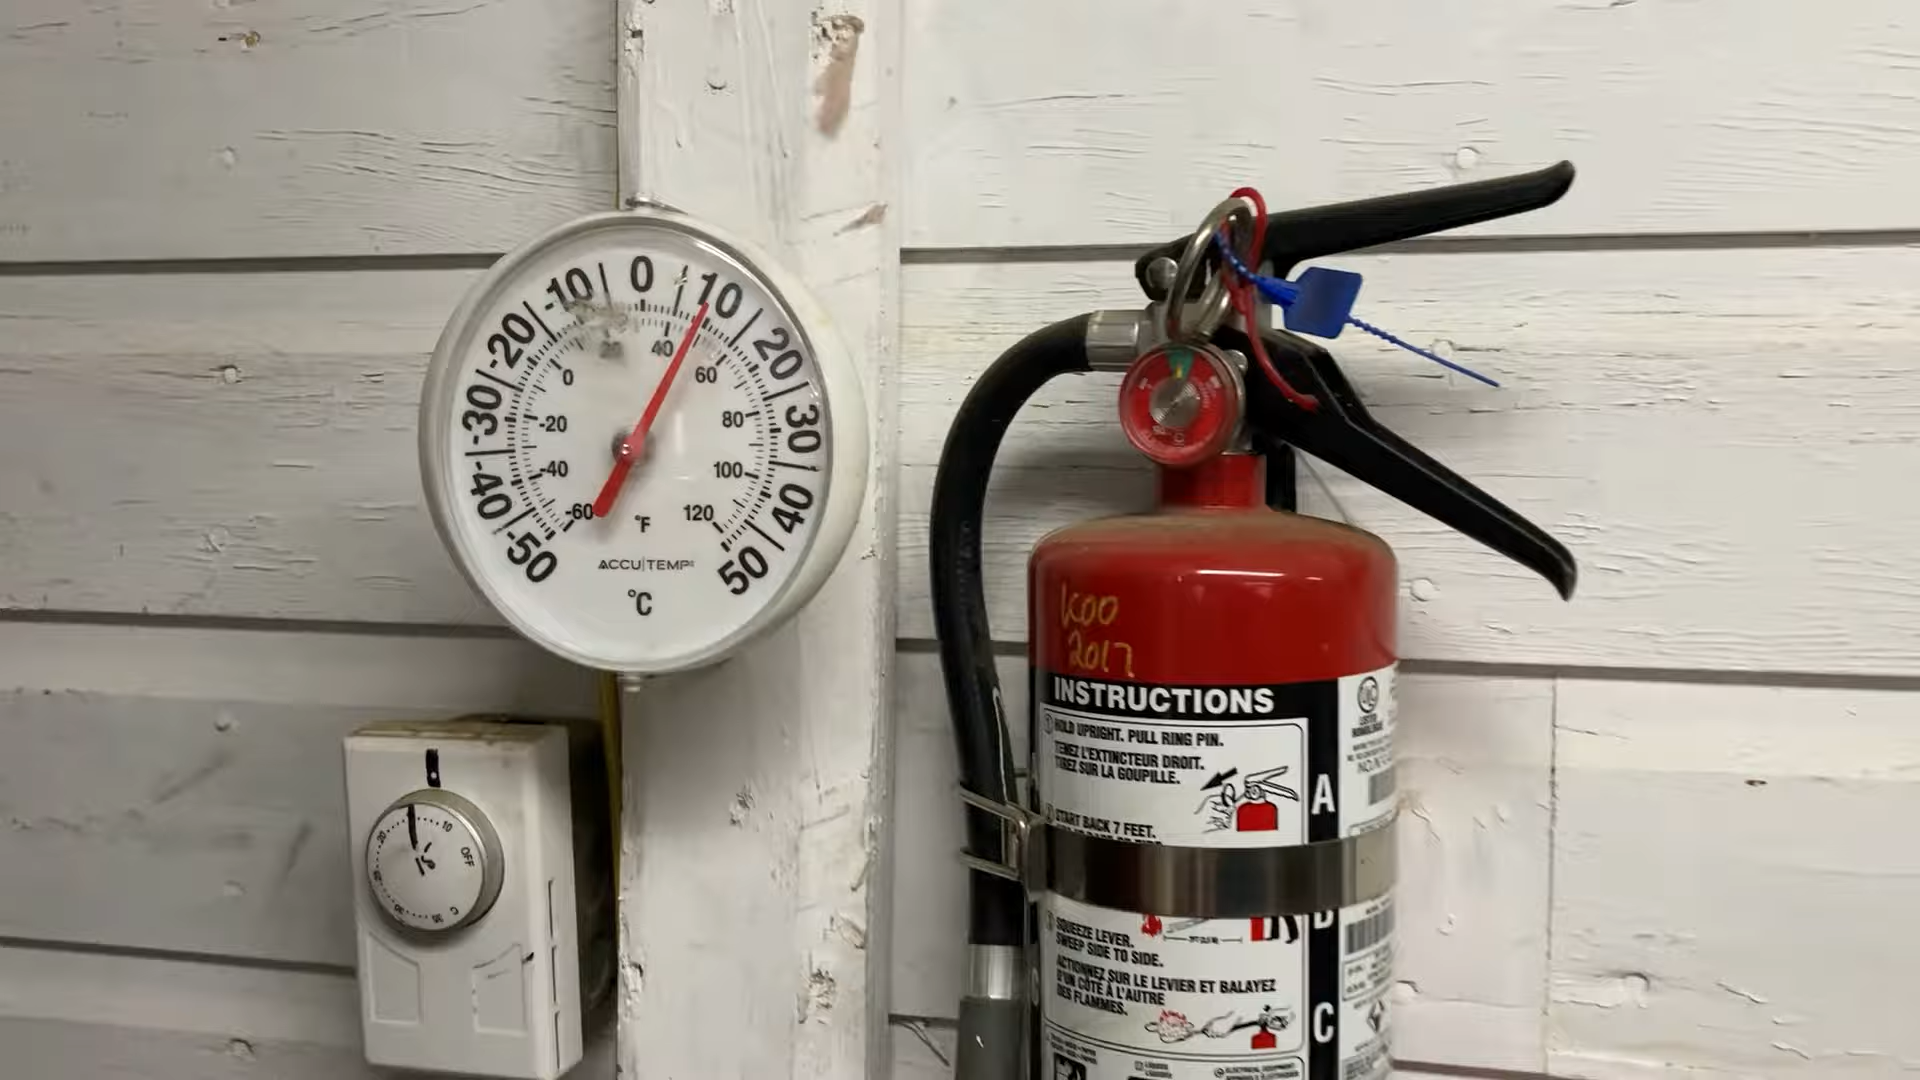 -50
-40
-30
-20
-10
0
10
20
30
40
50
-60
-40
-20
0
20
40
60
80
100
120
°F
ACCU|TEMP
°C
10
OFF
20
30
C
KOO
2017
INSTRUCTIONS
HOLD UPRIGHT. PULL RING PIN.
TENEZ L'EXTINCTEUR DROIT.
TIREZ SUR LA GOUPILLE.
START BACK 7 FEET.
SQUEEZE LEVER.
SWEEP SIDE TO SIDE.
ACTIONNEZ SUR LE LEVIER ET BALAYEZ
D'UN CÔTÉ À L'AUTRE
DES FLAMMES.
A
B
C